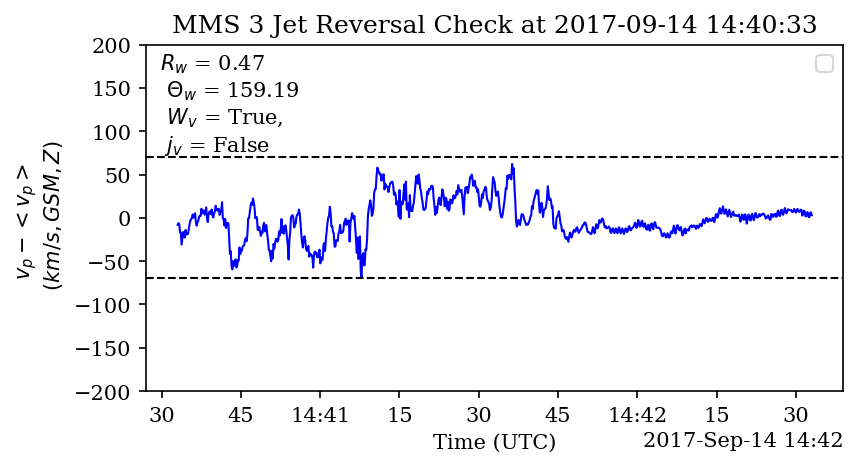 MMS 3 Jet Reversal Check at 2017-09-14 14:40:33
200
150
100
50
0
−50
−100
−150
−200
v_p − < v_p >
(km/s, GSM, Z)
R_w = 0.47
Θ_w = 159.19
W_v = True,
j_v = False
30 45 14:41 15 30 45 14:42 15 30
Time (UTC)
2017-Sep-14 14:42